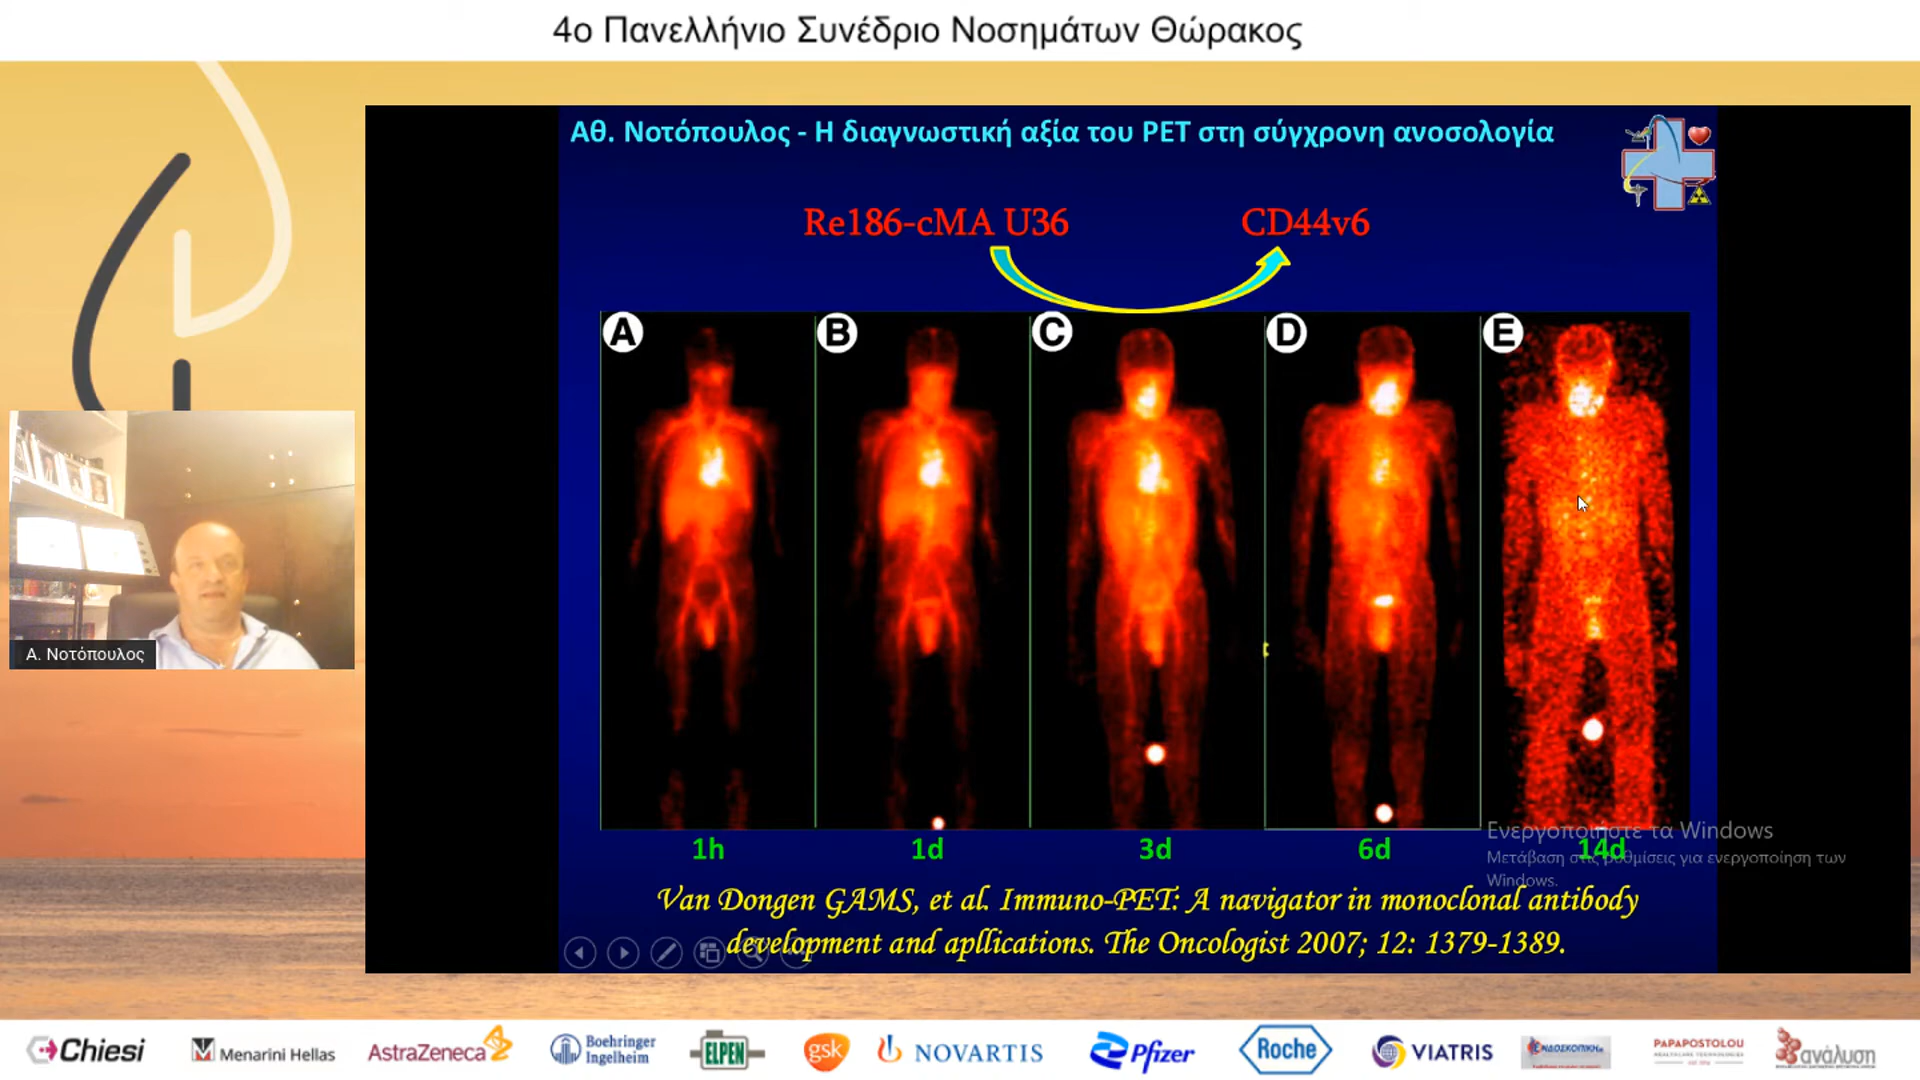 4ο Πανελλήνιο Συνέδριο Νοσημάτων Θώρακος
Αθ. Νοτόπουλος - Η διαγνωστική αξία του PET στη σύγχρονη ανοσολογία
Re186-cMA U36
CD44v6
A
B
C
D
E
1h
1d
3d
6d
14d
Ενεργοποιήστε τα Windows
Μετάβαση στις ρυθμίσεις για ενεργοποίηση των
Windows.
Van Dongen GAMS, et al. Immuno-PET: A navigator in monoclonal antibody
development and apllications. The Oncologist 2007; 12: 1379-1389.
Α. Νοτόπουλος
Chiesi
Menarini Hellas
AstraZeneca
Boehringer
Ingelheim
ELPEN
gsk
NOVARTIS
Pfizer
Roche
VIATRIS
ΕΝΔΟΣΚΟΠΙΚΗ
PAPAPOSTOLOU
ανάλυση